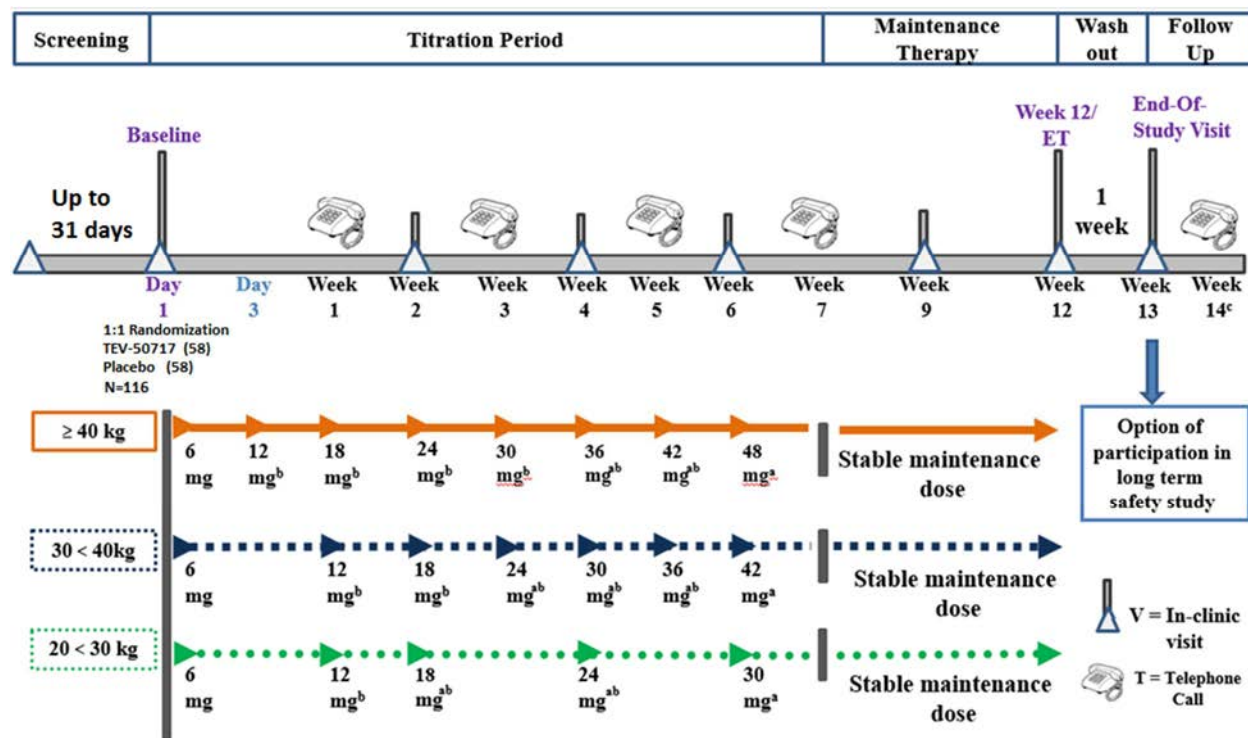 Screening
Titration Period
Maintenance
Therapy
Wash
out
Follow
Up
Baseline
Week 12/
ET
End-Of-
Study Visit
Up to
31 days
1
week
Day
1
Day
3
Week
1
Week
2
Week
3
Week
4
Week
5
Week
6
Week
7
Week
9
Week
12
Week
13
Week
14ᶜ
1:1 Randomization
TEV-50717 (58)
Placebo (58)
N=116
≥ 40 kg
6
mg
12
mgᵇ
18
mgᵇ
24
mgᵇ
30
mgᵇ
36
mgᵃᵇ
42
mgᵃᵇ
48
mgᵃ
Stable maintenance
dose
Option of
participation in
long term
safety study
30 < 40kg
6
mg
12
mgᵇ
18
mgᵇ
24
mgᵃᵇ
30
mgᵃᵇ
36
mgᵃᵇ
42
mgᵃ
Stable maintenance
dose
V = In-clinic
visit
20 < 30 kg
6
mg
12
mgᵇ
18
mgᵃᵇ
24
mgᵃᵇ
30
mgᵃ
Stable maintenance
dose
T = Telephone
Call